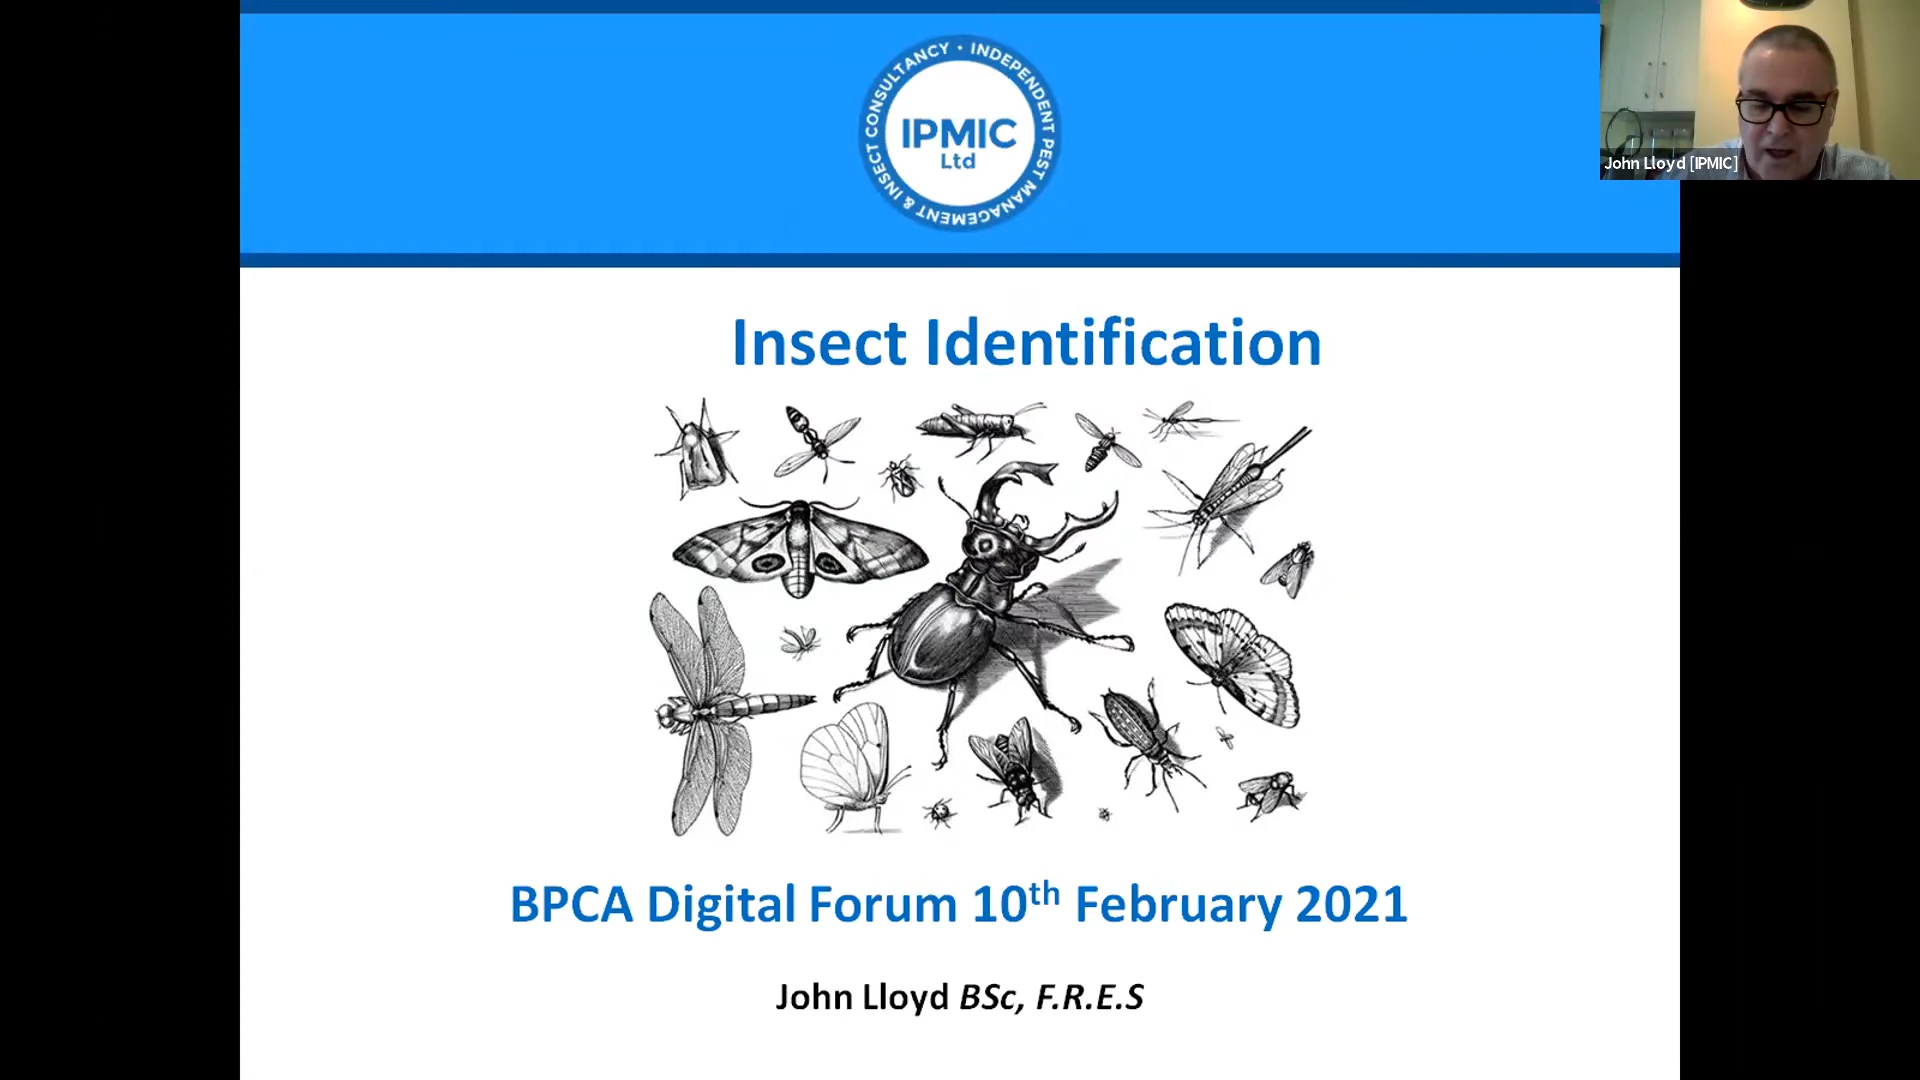 INDEPENDENT PEST MANAGEMENT & INSECT CONSULTANCY •
IPMIC
Ltd
John Lloyd [IPMIC]
Insect Identification
BPCA Digital Forum 10th February 2021
John Lloyd BSc, F.R.E.S